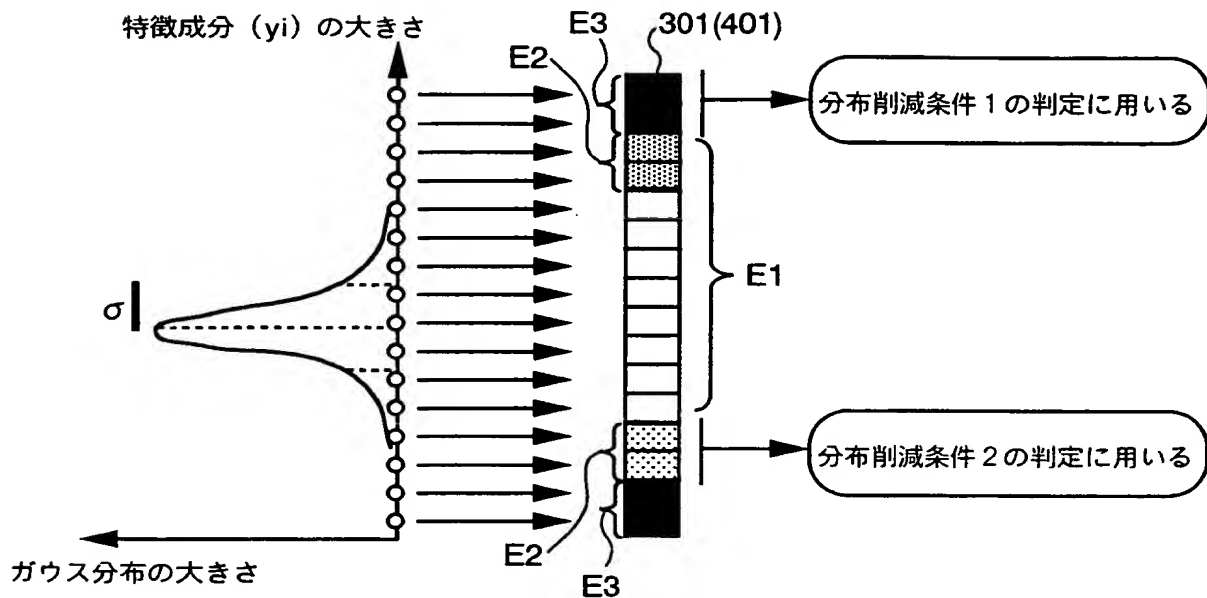 特徴成分（yi）の大きさ
E3
301(401)
E2
分布削減条件１の判定に用いる
E1
σ
分布削減条件２の判定に用いる
E2
ガウス分布の大きさ
E3